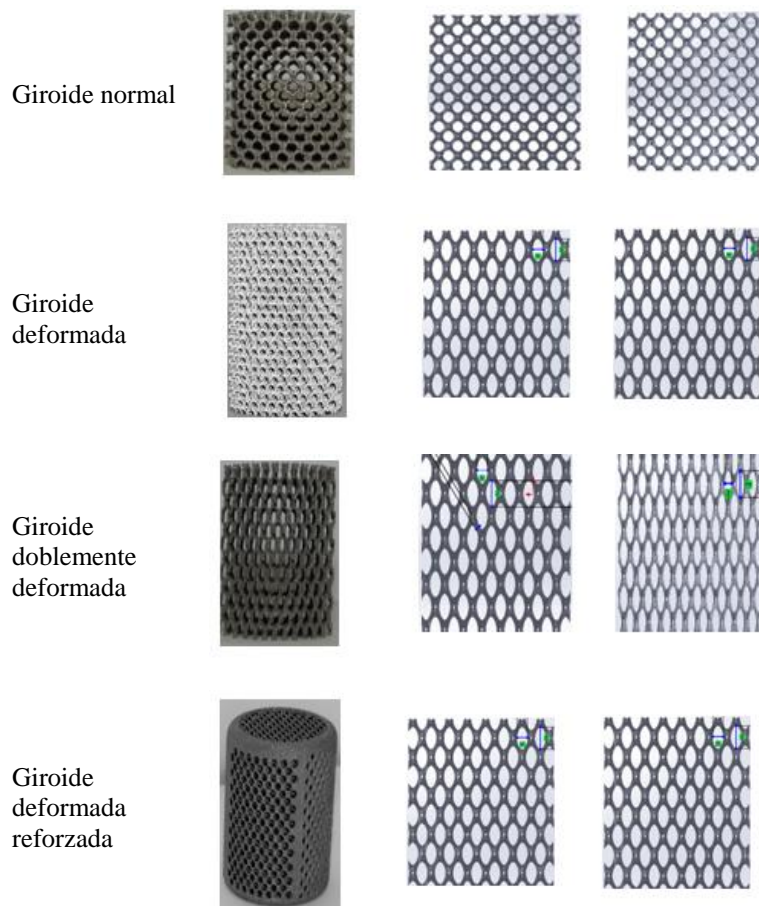 Giroide normal
Giroide
deformada
Giroide
doblemente
deformada
Giroide
deformada
reforzada